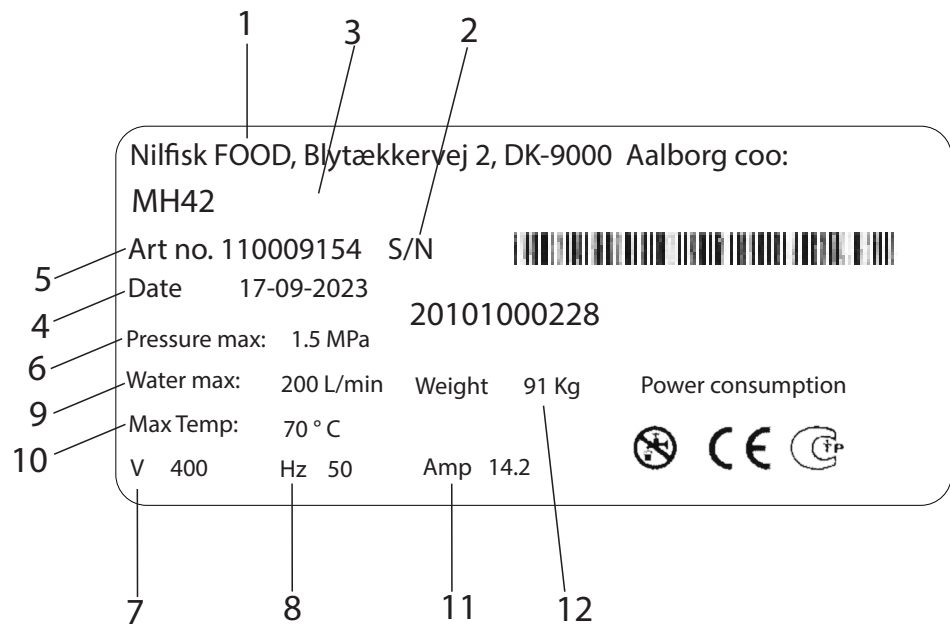 1
3
2
Nilfisk FOOD, Blytækkervej 2, DK-9000 Aalborg coo:
MH42
5
Art no. 110009154 S/N
4
Date 17-09-2023
20101000228
6
Pressure max: 1.5 MPa
9
Water max: 200 L/min Weight 91 Kg Power consumption
10
Max Temp: 70 ° C
V 400 Hz 50 Amp 14.2
CE
C TP
7
8
11
12